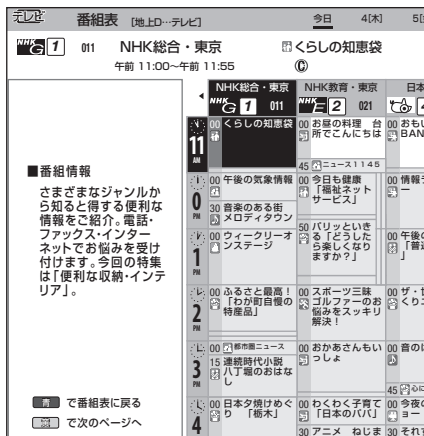 テレビ 番組表 [地上D…テレビ] 今日 4[木] 5[
NHK G 1 011 NHK総合・東京 くらしの知恵袋
午前 11:00~午前 11:55 ©
■番組情報
さまざまなジャンルか
ら知ると得する便利な
情報をご紹介。電話・
ファックス・インター
ネットでお悩みを受け
付けます。今回の特集
は「便利な収納・インテ
リア」。
青 で番組表に戻る
で次のページへ
NHK総合・東京 NHK教育・東京 日本
NHK G 1 011 NHK E 2 021 4
11 AM
00 くらしの知恵袋
00 お昼の料理 台
所でこんにちは
45 ニュース1145
00 おもい
BAN
0 PM
00 午後の気象情報
30 音楽のある街
メロディタウン
00 今日も健康
「福祉ネット
サービス」
50 バリッといき
る「どうした
ら楽しくなり
ますか?」
00 情報ラ
ー
1 PM
00 ウィークリーオ
ンステージ
00 午後の
「普通
」
2 PM
00 ふるさと最高!
「わが町自慢の
特産品」
00 スポーツ三昧
ゴルファーのお
悩みをスッキリ
解決!
00 ザ・せ
くりニ
3 PM
00 都市圏ニュース
15 連続時代小説
八丁堀のおはな
し
00 おかあさんもい
っしょ
00 音のは
45 心に
4
00 日本夕焼けめぐ
り 「栃木」
00 わくわく子育て
「日本のパパ」
30 アニメ ねじま
00 今夜の
ョー
30 それす